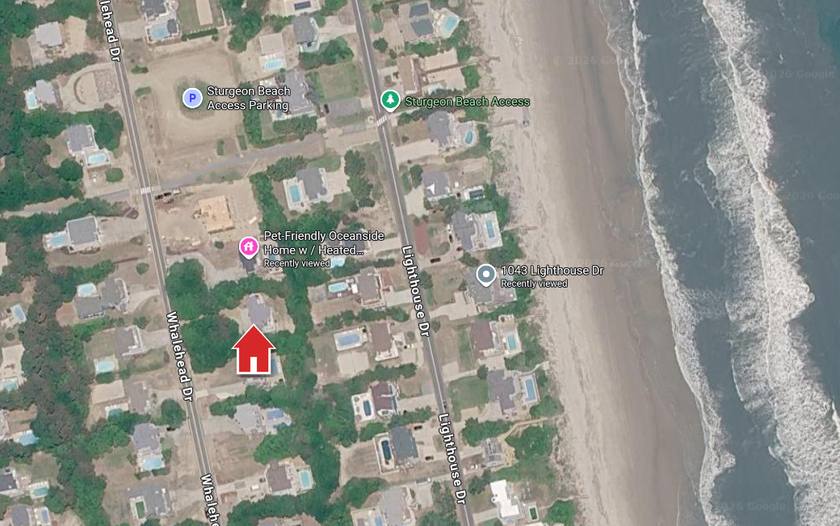 Whalehead Dr
Sturgeon Beach
Access Parking
P
Sturgeon Beach Access
Pet-Friendly Oceanside
Home w / Heated...
Recently viewed
1043 Lighthouse Dr
Recently viewed
Lighthouse Dr
Whalehead Dr
Lighthouse Dr
Whalehe